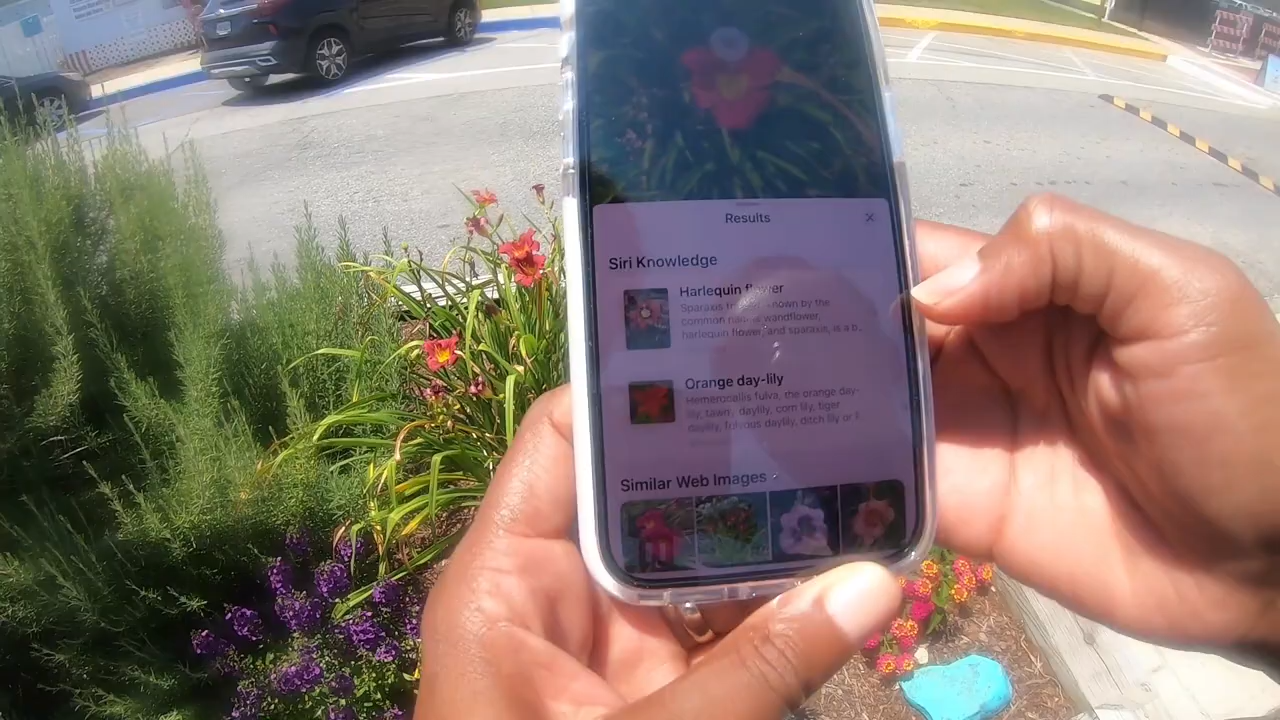 Results
Siri Knowledge
Harlequin flower
Sparaxis known by the
common name wandflower,
harlequin flower, and sparaxis, is a b..
Orange day-lily
Hemerocallis fulva, the orange day-
lily, tawny daylily, corn lily, tiger
daylily, fulvous daylily, ditch lily or
Similar Web Images